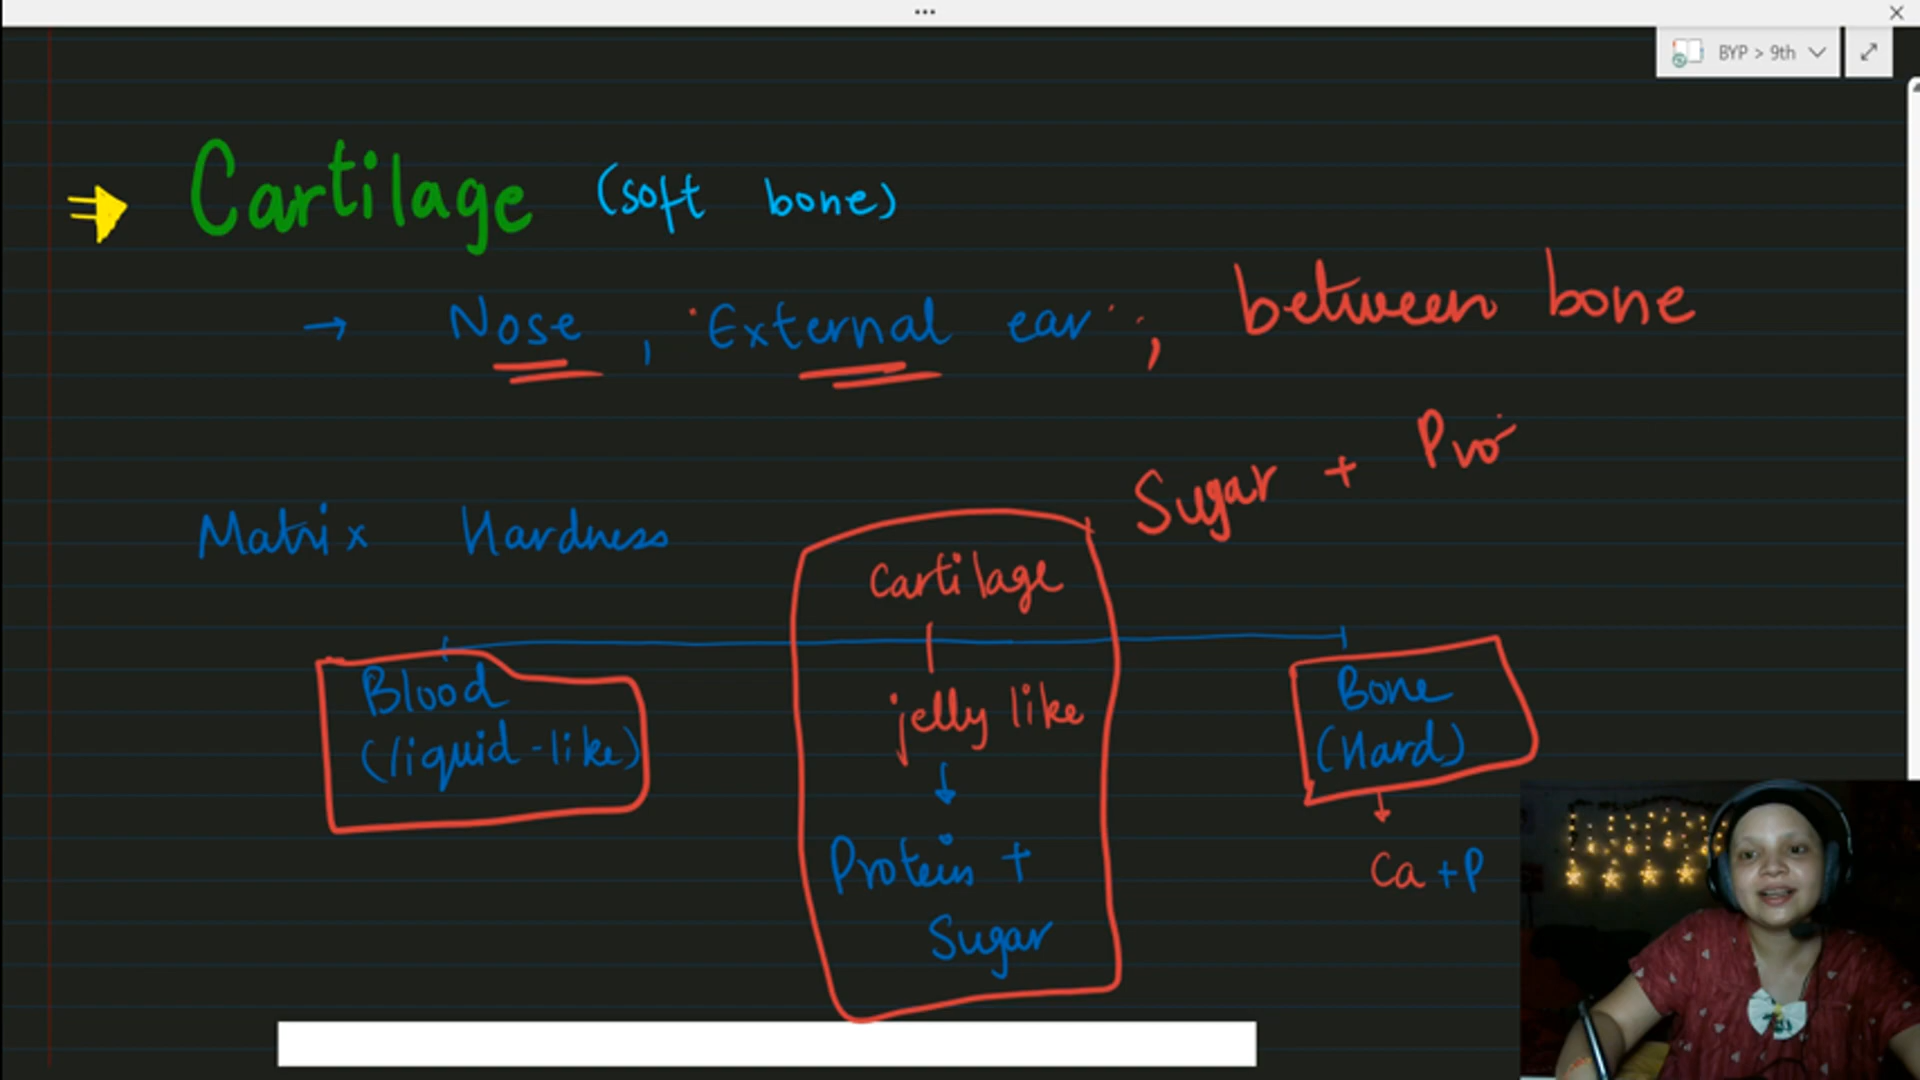 BYP > 9th
Cartilage (soft bone)
→ Nose, External ear, between bone
Sugar + Pro
Matrix Hardness
Cartilage
jelly like
Protein +
Sugar
Blood
(liquid-like)
Bone
(Hard)
Ca + P